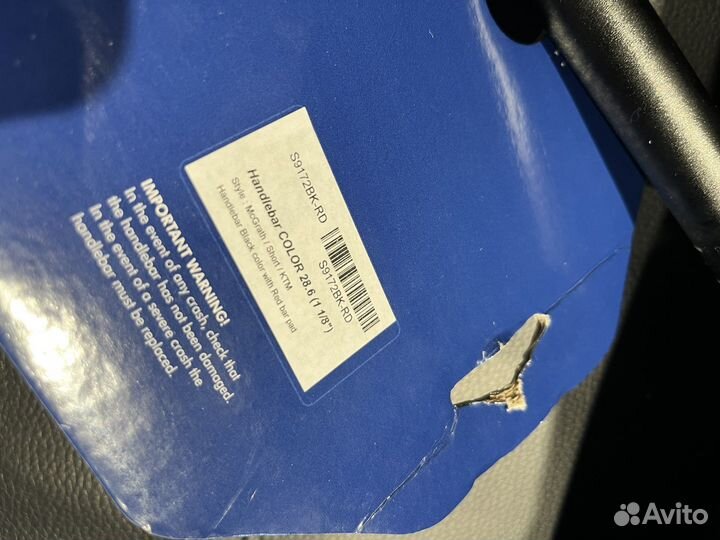 S9172BK-RD
S9172BK-RD
Handlebar COLOR 28.6 (1 1/8")
Style : McGrath / Short / KTM
Handlebar Black color with Red bar pad
IMPORTANT WARNING!
In the event of any crash, check that
the handlebar has not been damaged.
In the event of a severe crash the
handlebar must be replaced.
Avito